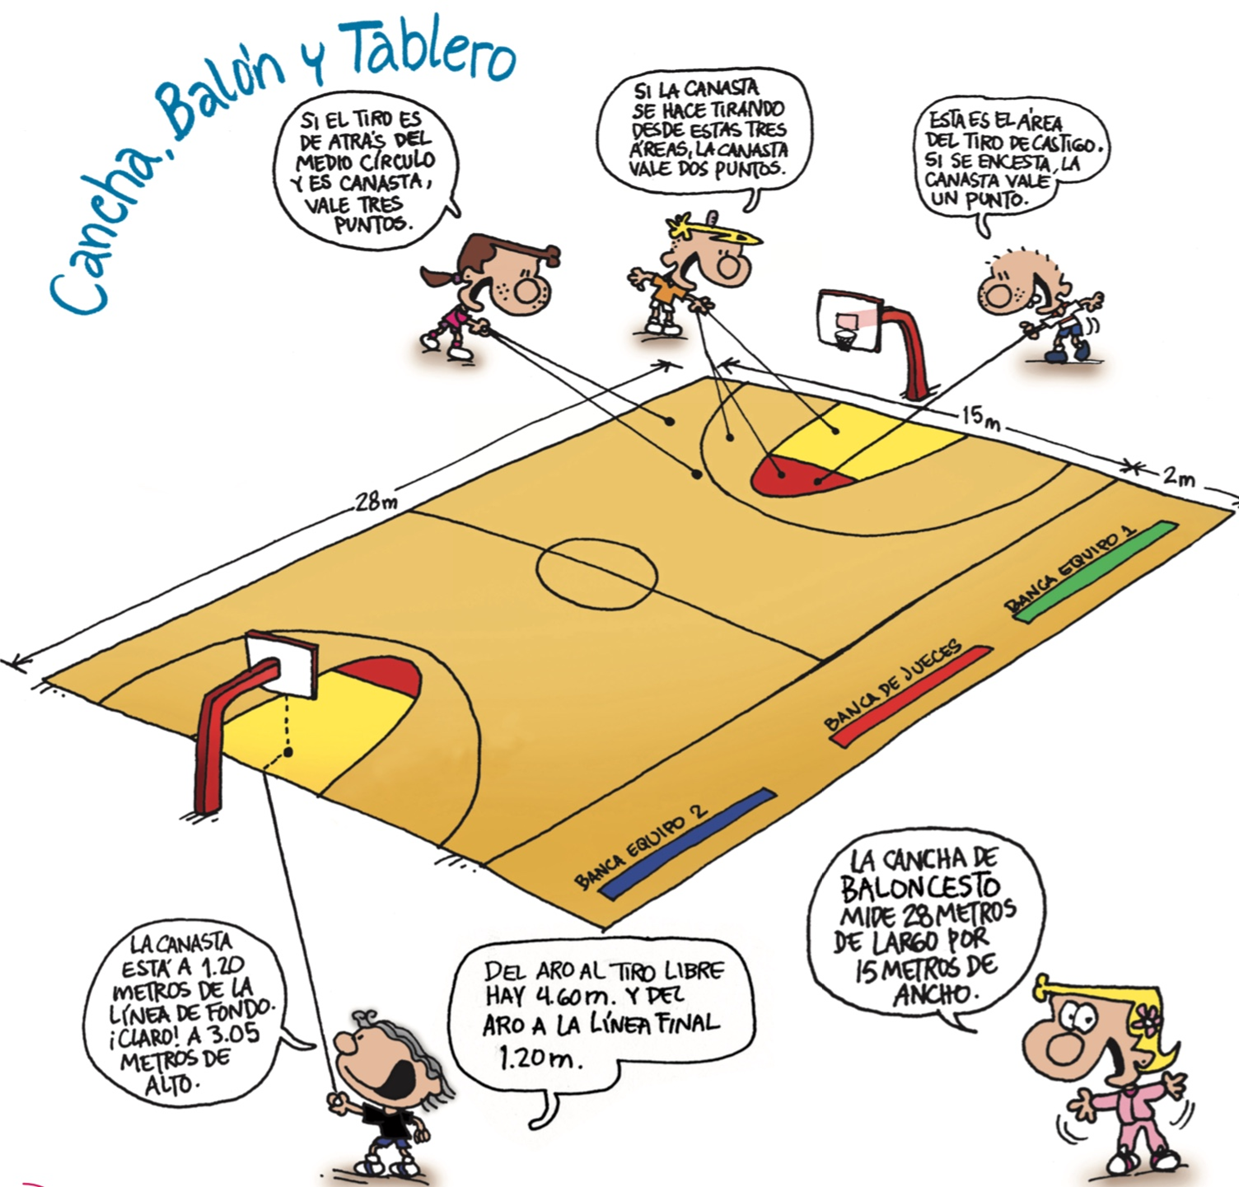 Cancha, Balón y Tablero
SI EL TIRO ES
DE ATRÁS DEL
MEDIO CÍRCULO
Y ES CANASTA,
VALE TRES
PUNTOS.
SI LA CANASTA
SE HACE TIRANDO
DESDE ESTAS TRES
ÁREAS, LA CANASTA
VALE DOS PUNTOS.
ESTA ES EL ÁREA
DEL TIRO DE CASTIGO.
SI SE ENCESTA, LA
CANASTA VALE
UN PUNTO.
15m
2m
28m
BANCA EQUIPO 1
BANCA DE JUECES
BANCA EQUIPO 2
LA CANCHA DE
BALONCESTO
MIDE 28 METROS
DE LARGO POR
15 METROS DE
ANCHO.
LA CANASTA
ESTÁ A 1.20
METROS DE LA
LÍNEA DE FONDO.
¡CLARO! A 3.05
METROS DE
ALTO.
DEL ARO AL TIRO LIBRE
HAY 4.60m. Y DEL
ARO A LA LÍNEA FINAL
1.20m.